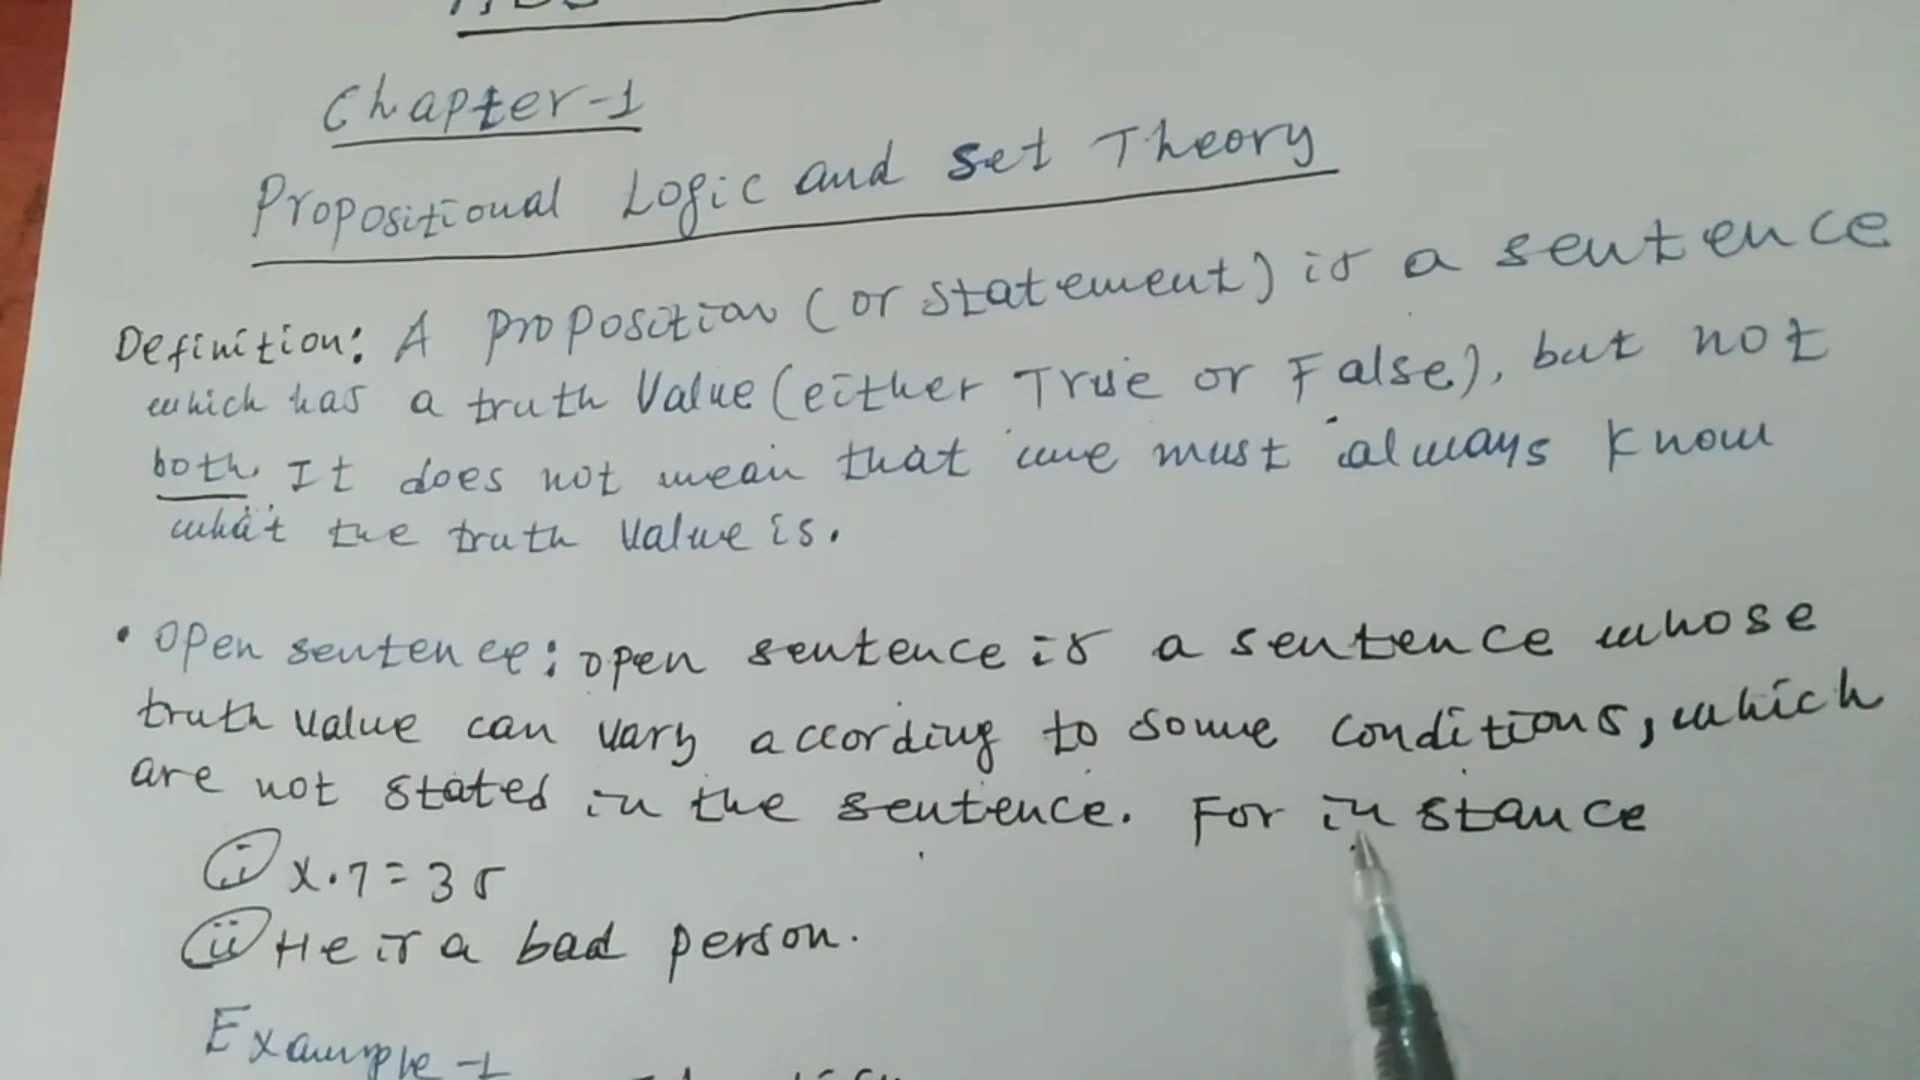 Chapter-1
Propositional Logic and set Theory
Definition: A proposition (or statement) is a sentence
which has a truth value (either True or False), but not
both. It does not mean that we must always know
what the truth value is.
• open sentence: open sentence is a sentence whose
truth value can vary according to some conditions, which
are not stated in the sentence. For instance
(i) x.7=35
(ii) He is a bad person.
Example-1